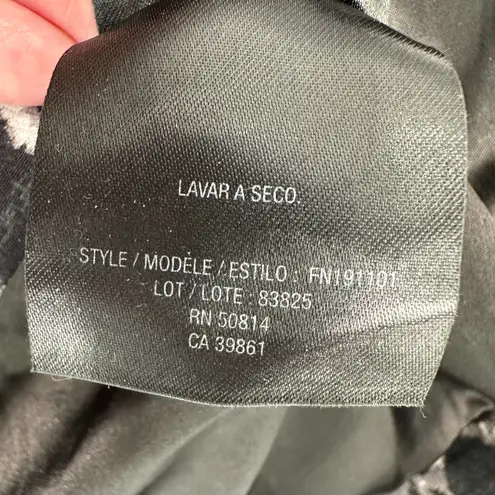 LAVAR A SECO.
STYLE / MODÈLE / ESTILO : FN191101
LOT / LOTE : 83825
RN 50814
CA 39861